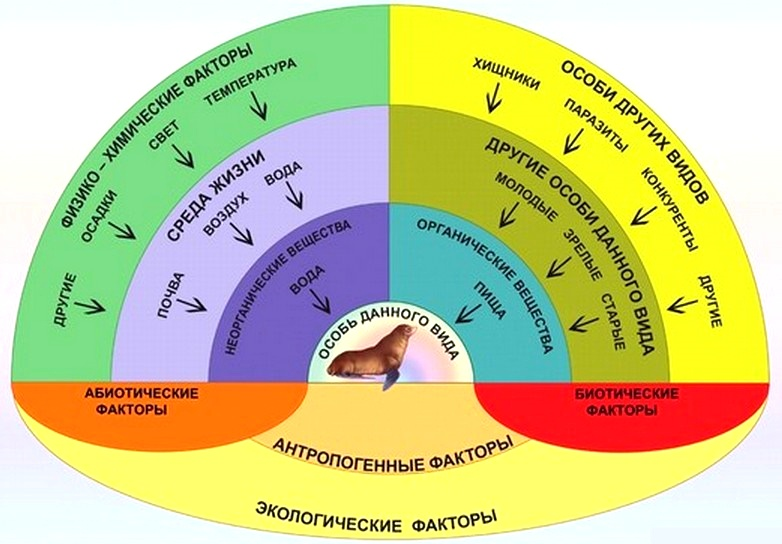 ФИЗИКО – ХИМИЧЕСКИЕ ФАКТОРЫ
ТЕМПЕРАТУРА
СВЕТ
ОСАДКИ
ДРУГИЕ
СРЕДА ЖИЗНИ
ВОДА
ВОЗДУХ
ПОЧВА
НЕОРГАНИЧЕСКИЕ ВЕЩЕСТВА
ВОДА
ОСОБИ ДРУГИХ ВИДОВ
ХИЩНИКИ
ПАРАЗИТЫ
КОНКУРЕНТЫ
ДРУГИЕ
ДРУГИЕ ОСОБИ ДАННОГО ВИДА
МОЛОДЫЕ
ЗРЕЛЫЕ
СТАРЫЕ
ОРГАНИЧЕСКИЕ ВЕЩЕСТВА
ПИЩА
ОСОБЬ ДАННОГО ВИДА
АБИОТИЧЕСКИЕ
ФАКТОРЫ
БИОТИЧЕСКИЕ
ФАКТОРЫ
АНТРОПОГЕННЫЕ ФАКТОРЫ
ЭКОЛОГИЧЕСКИЕ ФАКТОРЫ